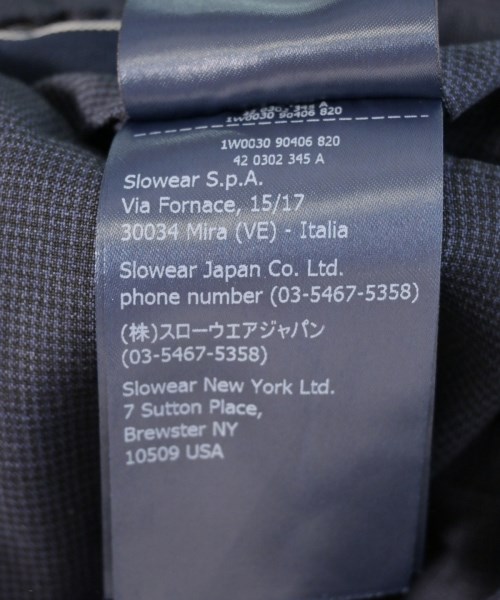 1W0030 90406 820
1W0030 90406 820
42 0302 345 A
Slowear S.p.A.
Via Fornace, 15/17
30034 Mira (VE) - Italia
Slowear Japan Co. Ltd.
phone number (03-5467-5358)
(株)スローウエアジャパン
(03-5467-5358)
Slowear New York Ltd.
7 Sutton Place,
Brewster NY
10509 USA